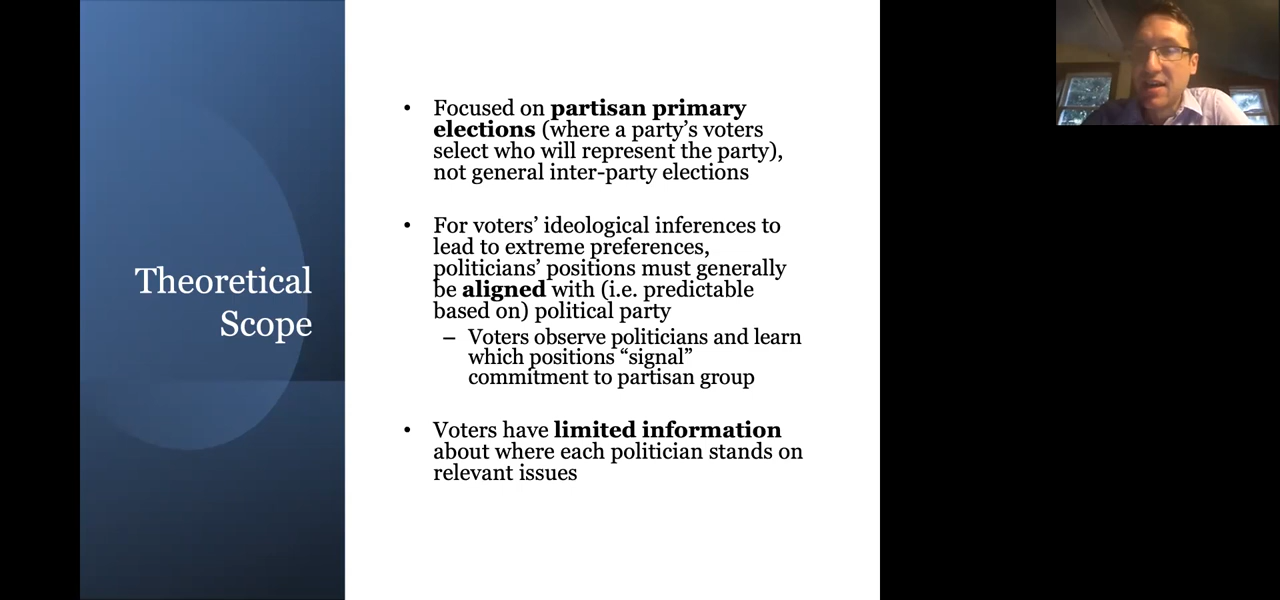 Theoretical
Scope
• Focused on partisan primary
elections (where a party’s voters
select who will represent the party),
not general inter-party elections
• For voters’ ideological inferences to
lead to extreme preferences,
politicians’ positions must generally
be aligned with (i.e. predictable
based on) political party
– Voters observe politicians and learn
which positions “signal”
commitment to partisan group
• Voters have limited information
about where each politician stands on
relevant issues